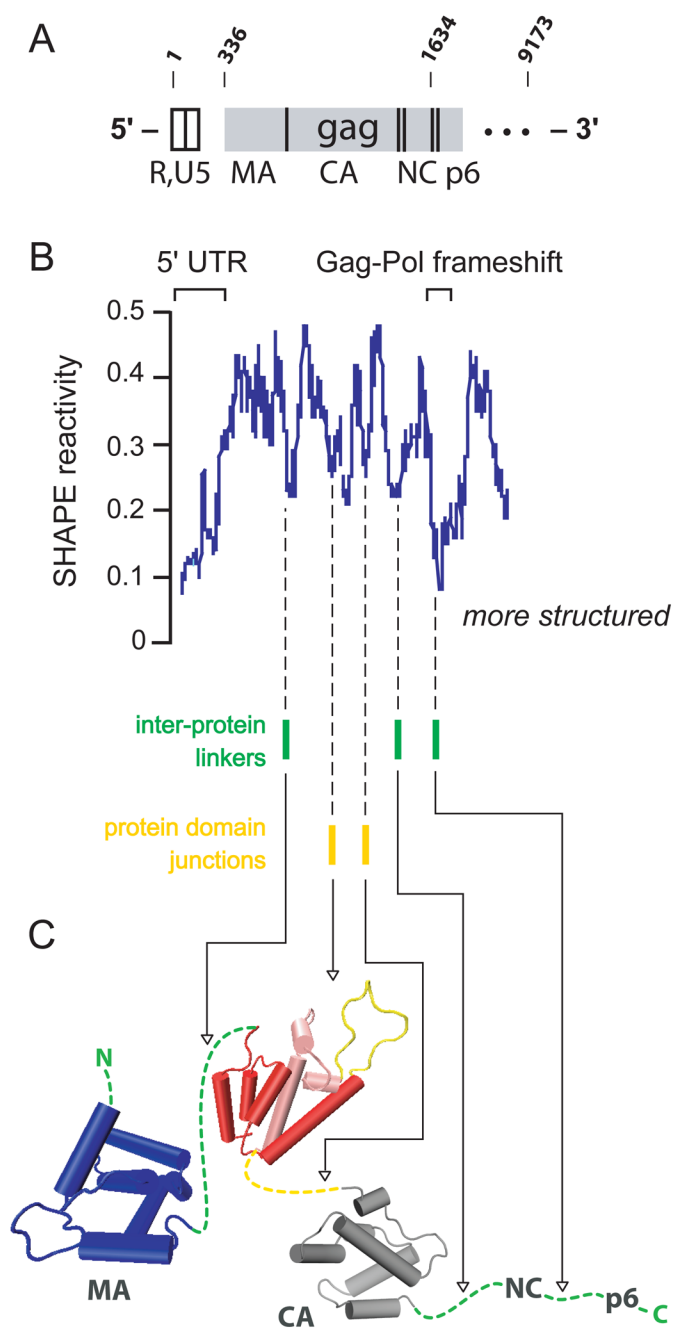 A
1
336
1634
9173
5' – gag • • • – 3'
R,U5 MA CA NC p6
B
5' UTR Gag-Pol frameshift
0.5
0.4
0.3
0.2
0.1
0
SHAPE reactivity
more structured
inter-protein
linkers
protein domain
junctions
C
N
MA
CA
NC
p6
C